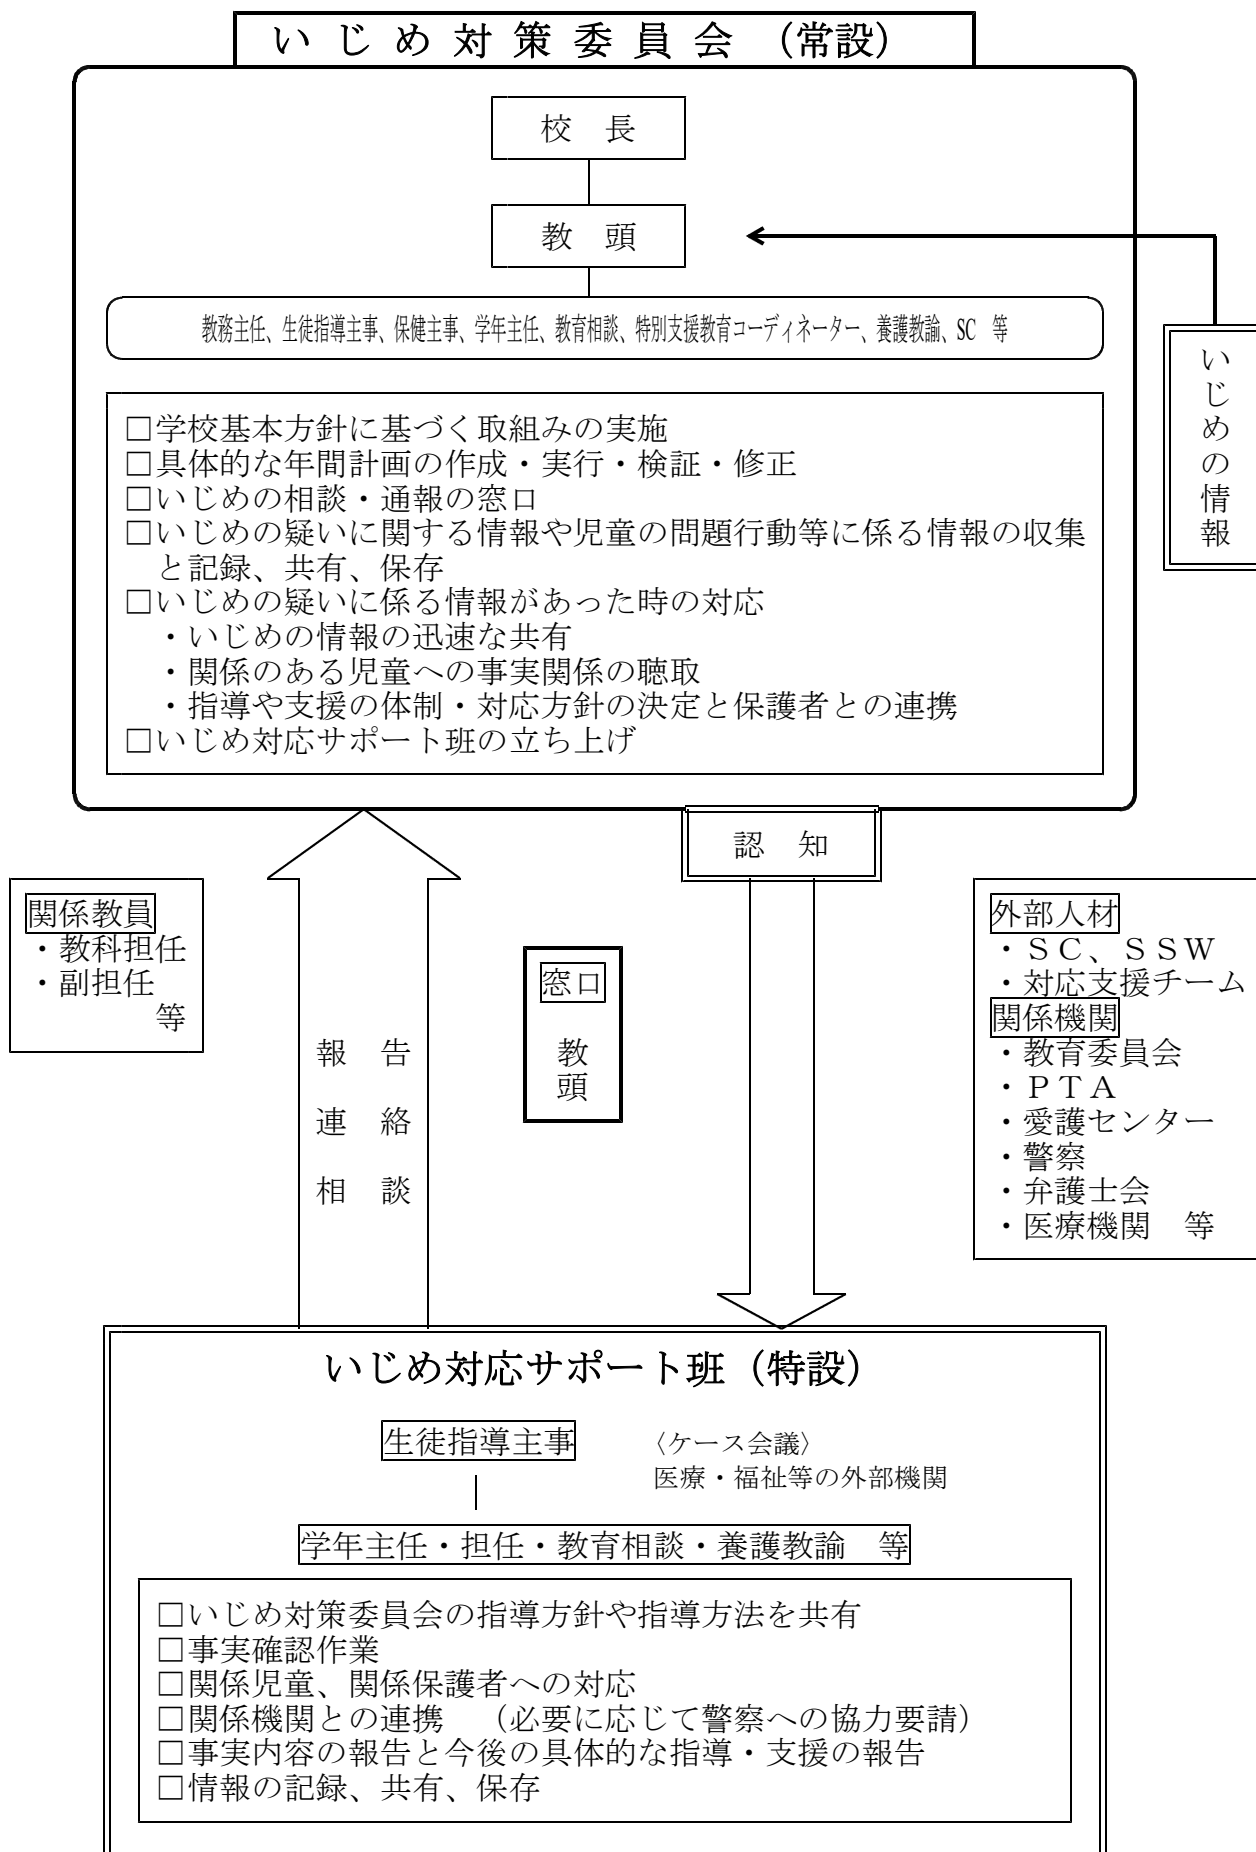 いじめ対策委員会（常設）
校　長
教　頭
教務主任、生徒指導主事、保健主事、学年主任、教育相談、特別支援教育コーディネーター、養護教諭、SC　等
いじめの情報
□学校基本方針に基づく取組みの実施
□具体的な年間計画の作成・実行・検証・修正
□いじめの相談・通報の窓口
□いじめの疑いに関する情報や児童の問題行動等に係る情報の収集
と記録、共有、保存
□いじめの疑いに係る情報があった時の対応
・いじめの情報の迅速な共有
・関係のある児童への事実関係の聴取
・指導や支援の体制・対応方針の決定と保護者との連携
□いじめ対応サポート班の立ち上げ
認　知
関係教員
・教科担任
・副担任
等
報　告
連　絡
相　談
窓口
教頭
外部人材
・ＳＣ、ＳＳＷ
・対応支援チーム
関係機関
・教育委員会
・ＰＴＡ
・愛護センター
・警察
・弁護士会
・医療機関　等
いじめ対応サポート班（特設）
生徒指導主事
〈ケース会議〉
医療・福祉等の外部機関
学年主任・担任・教育相談・養護教諭　等
□いじめ対策委員会の指導方針や指導方法を共有
□事実確認作業
□関係児童、関係保護者への対応
□関係機関との連携　（必要に応じて警察への協力要請）
□事実内容の報告と今後の具体的な指導・支援の報告
□情報の記録、共有、保存